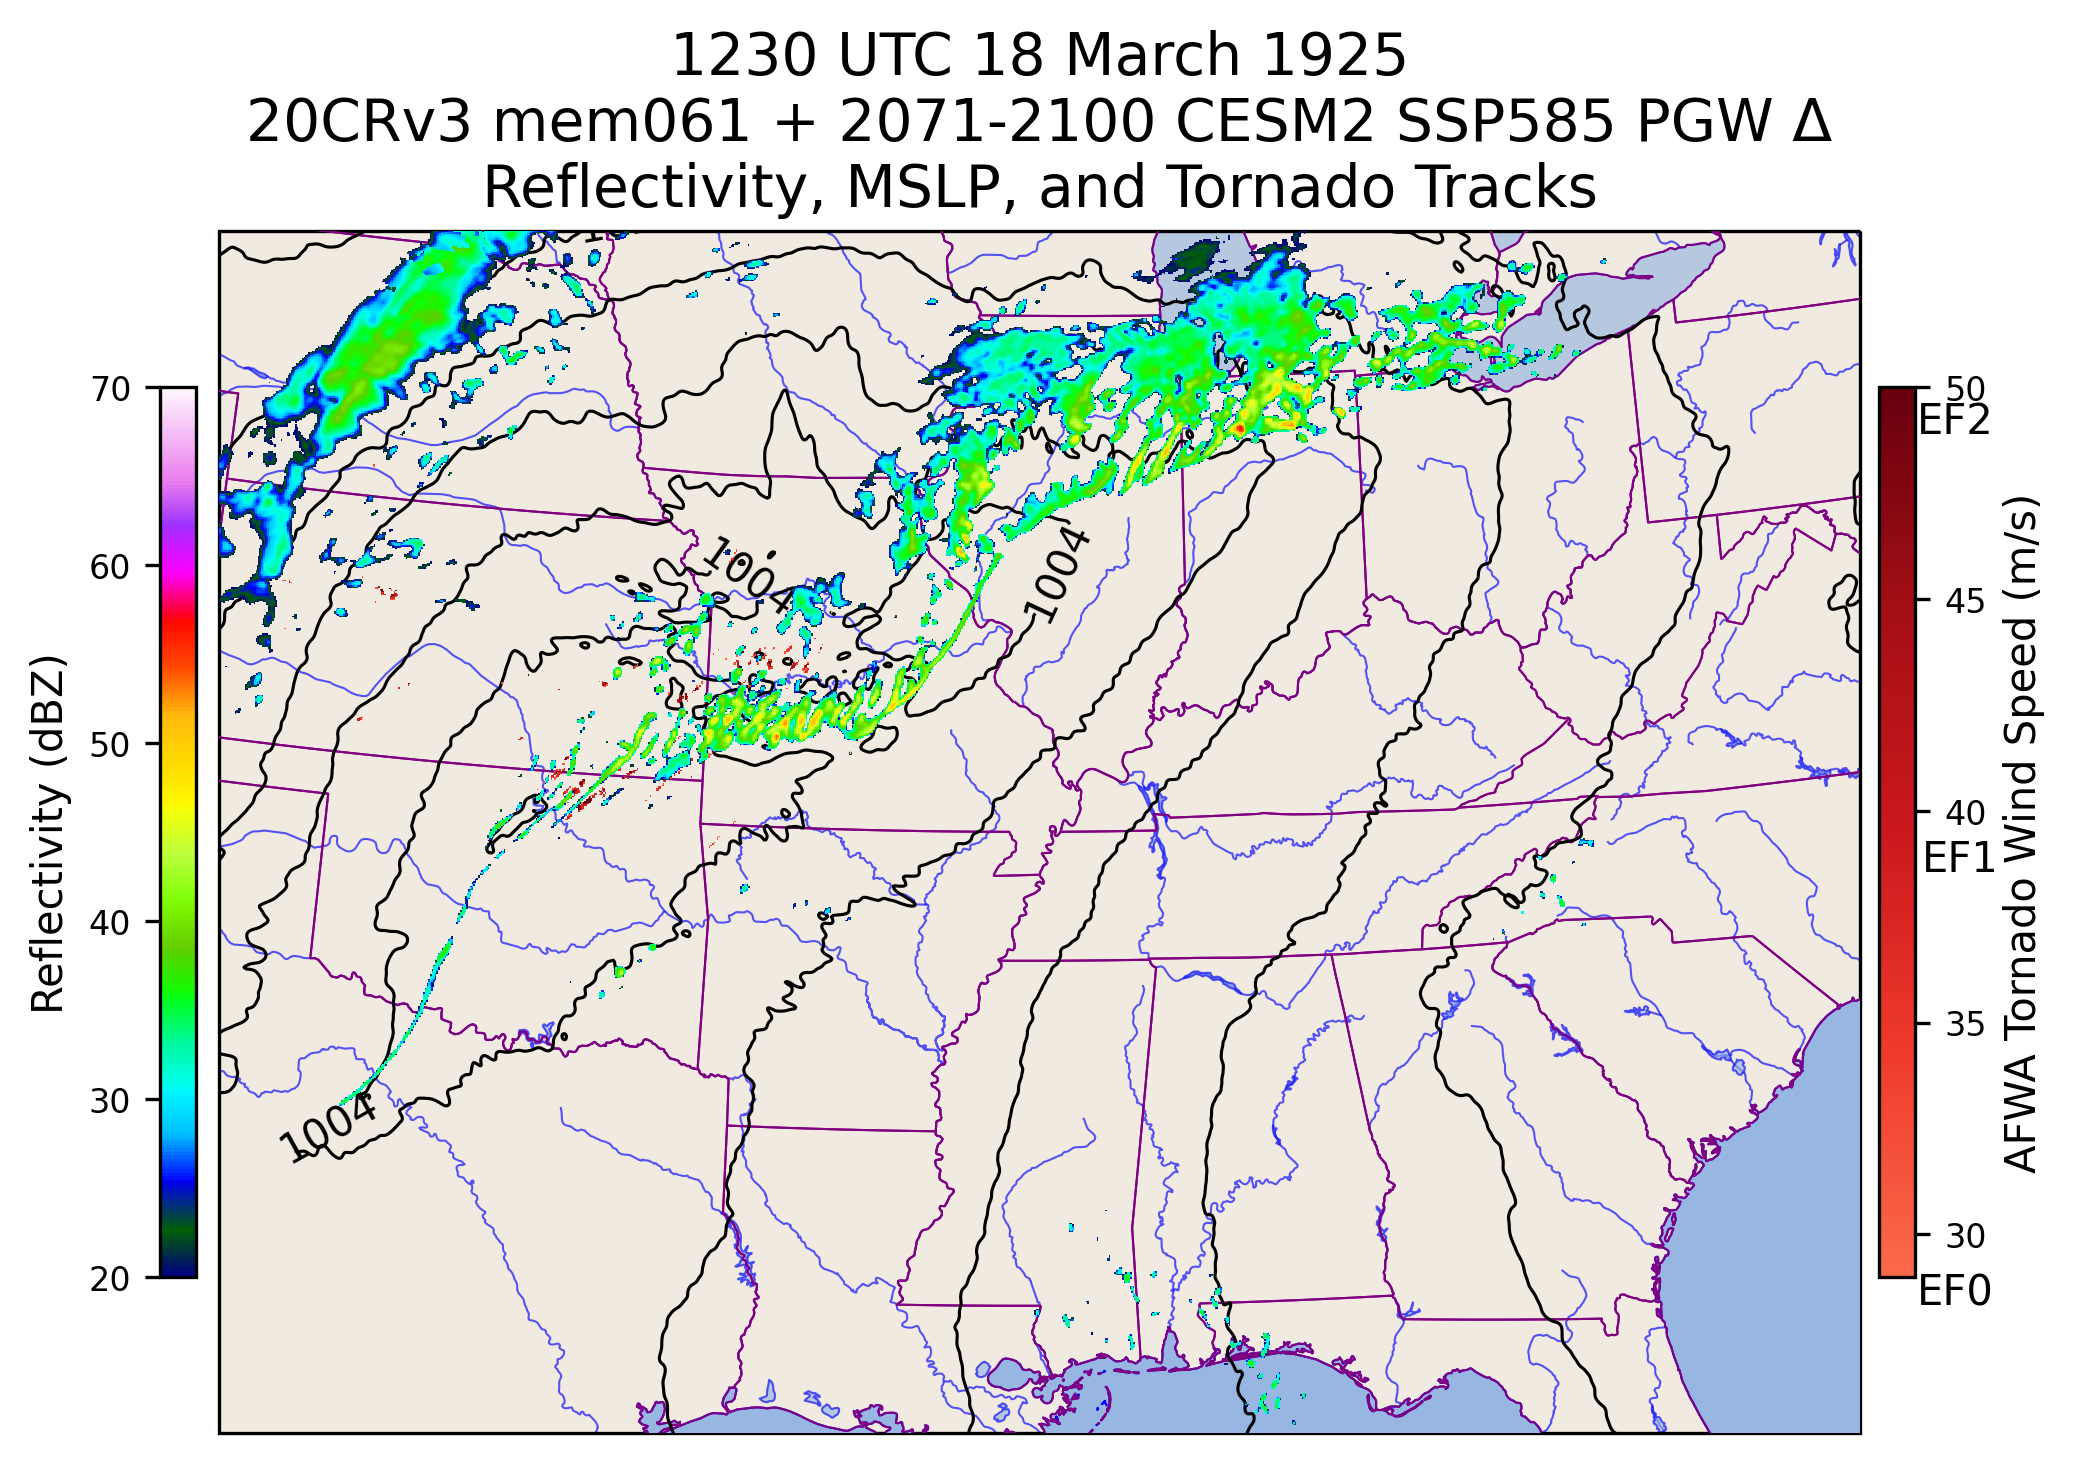 1230 UTC 18 March 1925
20CRv3 mem061 + 2071-2100 CESM2 SSP585 PGW Δ
Reflectivity, MSLP, and Tornado Tracks
70
60
50
40
30
20
Reflectivity (dBZ)
1004
1004
1004
50
EF2
45
40
EF1
35
30
EF0
AFWA Tornado Wind Speed (m/s)